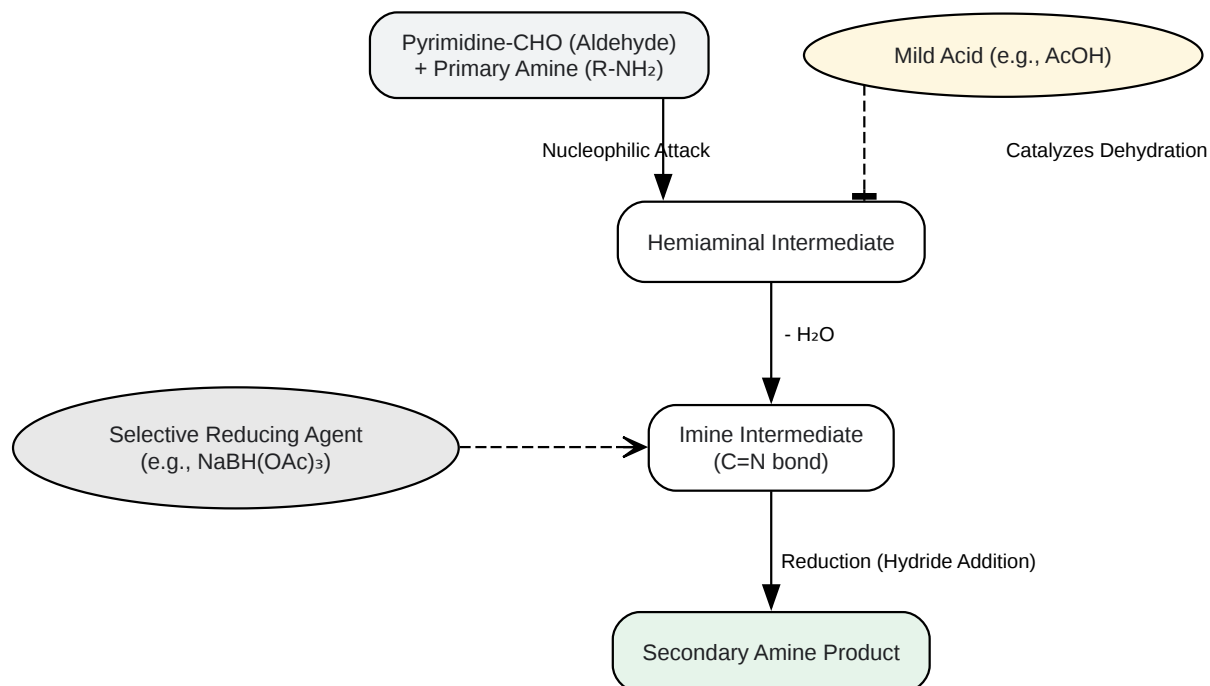 Pyrimidine-CHO (Aldehyde)
+ Primary Amine (R-NH₂)
Mild Acid (e.g., AcOH)
Nucleophilic Attack
Catalyzes Dehydration
Hemiaminal Intermediate
- H₂O
Selective Reducing Agent
(e.g., NaBH(OAc)₃)
Imine Intermediate
(C=N bond)
Reduction (Hydride Addition)
Secondary Amine Product